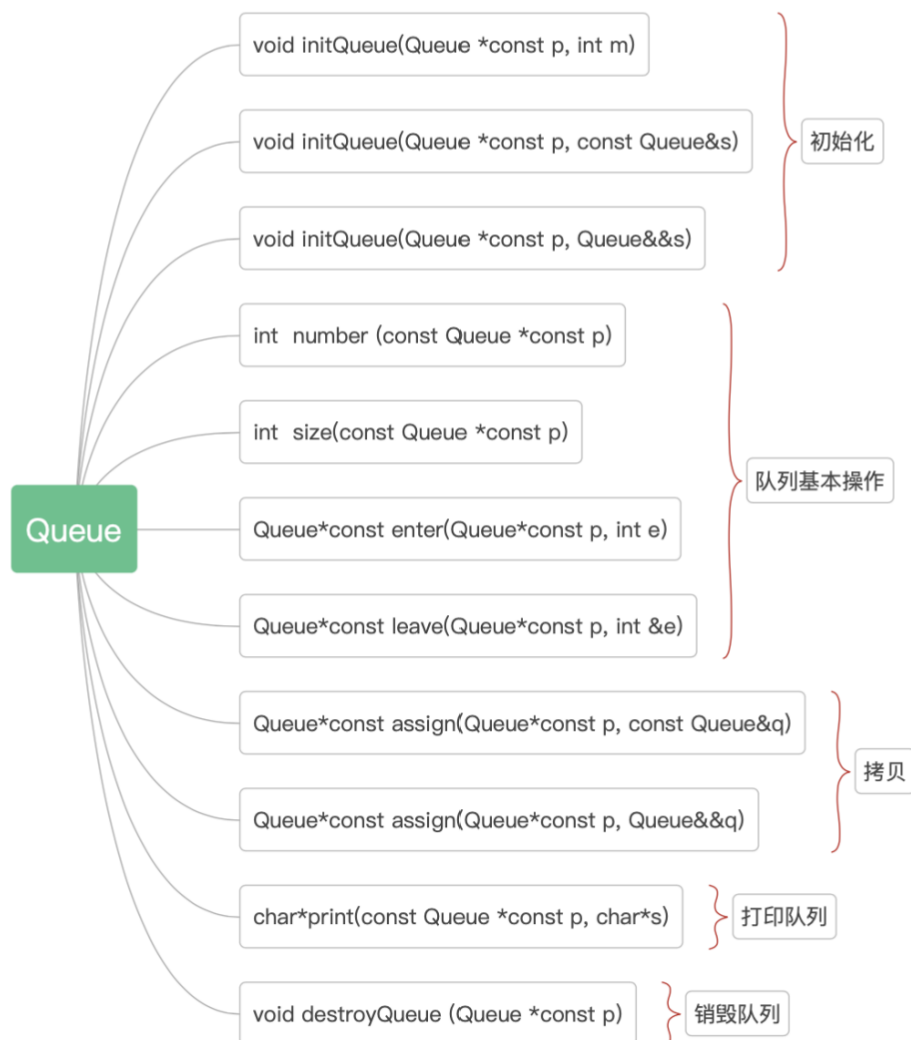 void initQueue(Queue *const p, int m)
void initQueue(Queue *const p, const Queue&s)
初始化
void initQueue(Queue *const p, Queue&&s)
int  number (const Queue *const p)
int  size(const Queue *const p)
队列基本操作
Queue
Queue*const enter(Queue*const p, int e)
Queue*const leave(Queue*const p, int &e)
Queue*const assign(Queue*const p, const Queue&q)
拷贝
Queue*const assign(Queue*const p, Queue&&q)
char*print(const Queue *const p, char*s)
打印队列
void destroyQueue (Queue *const p)
销毁队列